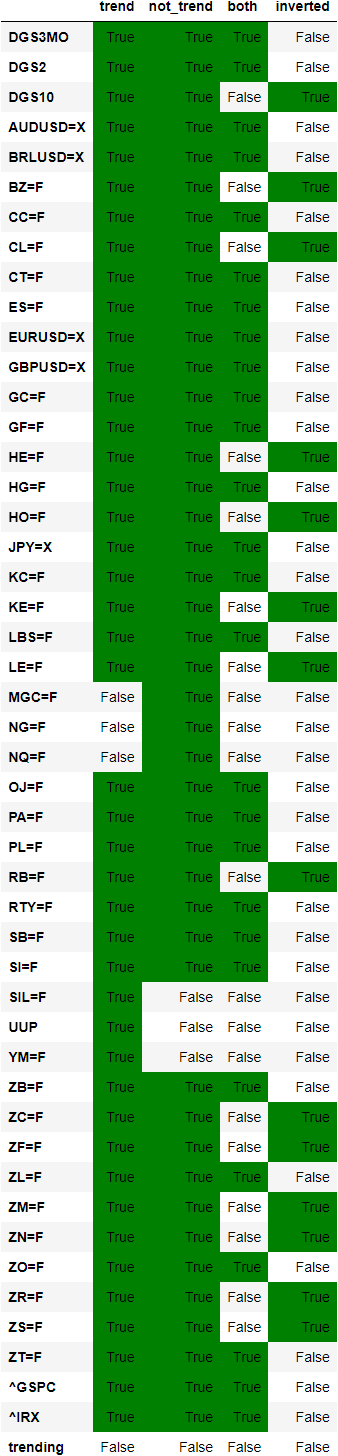 trend not_trend both inverted
DGS3MO True True True False
DGS2 True True True False
DGS10 True True False True
AUDUSD=X True True True False
BRLUSD=X True True True False
BZ=F True True False True
CC=F True True True False
CL=F True True False True
CT=F True True True False
ES=F True True True False
EURUSD=X True True True False
GBPUSD=X True True True False
GC=F True True True False
GF=F True True True False
HE=F True True False True
HG=F True True True False
HO=F True True False True
JPY=X True True True False
KC=F True True True False
KE=F True True False True
LBS=F True True True False
LE=F True True False True
MGC=F False True False False
NG=F False True False False
NQ=F False True False False
OJ=F True True True False
PA=F True True True False
PL=F True True True False
RB=F True True False True
RTY=F True True True False
SB=F True True True False
SI=F True True True False
SIL=F True False False False
UUP True False False False
YM=F True False False False
ZB=F True True True False
ZC=F True True False True
ZF=F True True False True
ZL=F True True True False
ZM=F True True False True
ZN=F True True False True
ZO=F True True True False
ZR=F True True False True
ZS=F True True False True
ZT=F True True True False
^GSPC True True True False
^IRX True True True False
trending False False False False